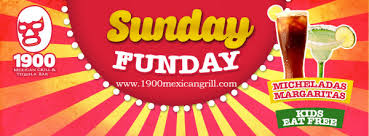 1900
MEXICAN GRILL &
TEQUILA BAR
Sunday
FUNDAY
www.1900mexicangrill.com
MICHELADAS
MARGARITAS
KIDS
EAT FREE